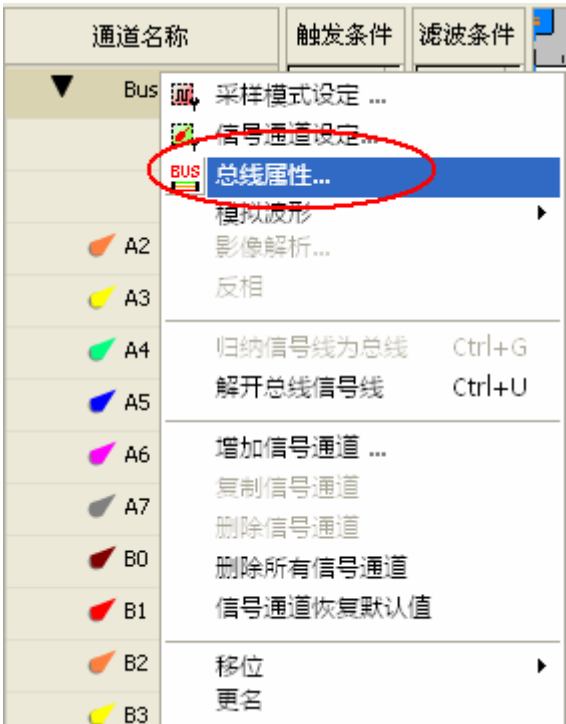 通道名称 触发条件 滤波条件
Bus
采样模式设定 ...
信号通道设定...
BUS 总线属性...
模拟波形
A2 影像解析...
反相
A3
A4 归纳信号线为总线 Ctrl+G
解开总线信号线 Ctrl+U
A5
A6 增加信号通道 ...
复制信号通道
A7
删除信号通道
B0 删除所有信号通道
B1 信号通道恢复默认值
B2 移位
更名
B3